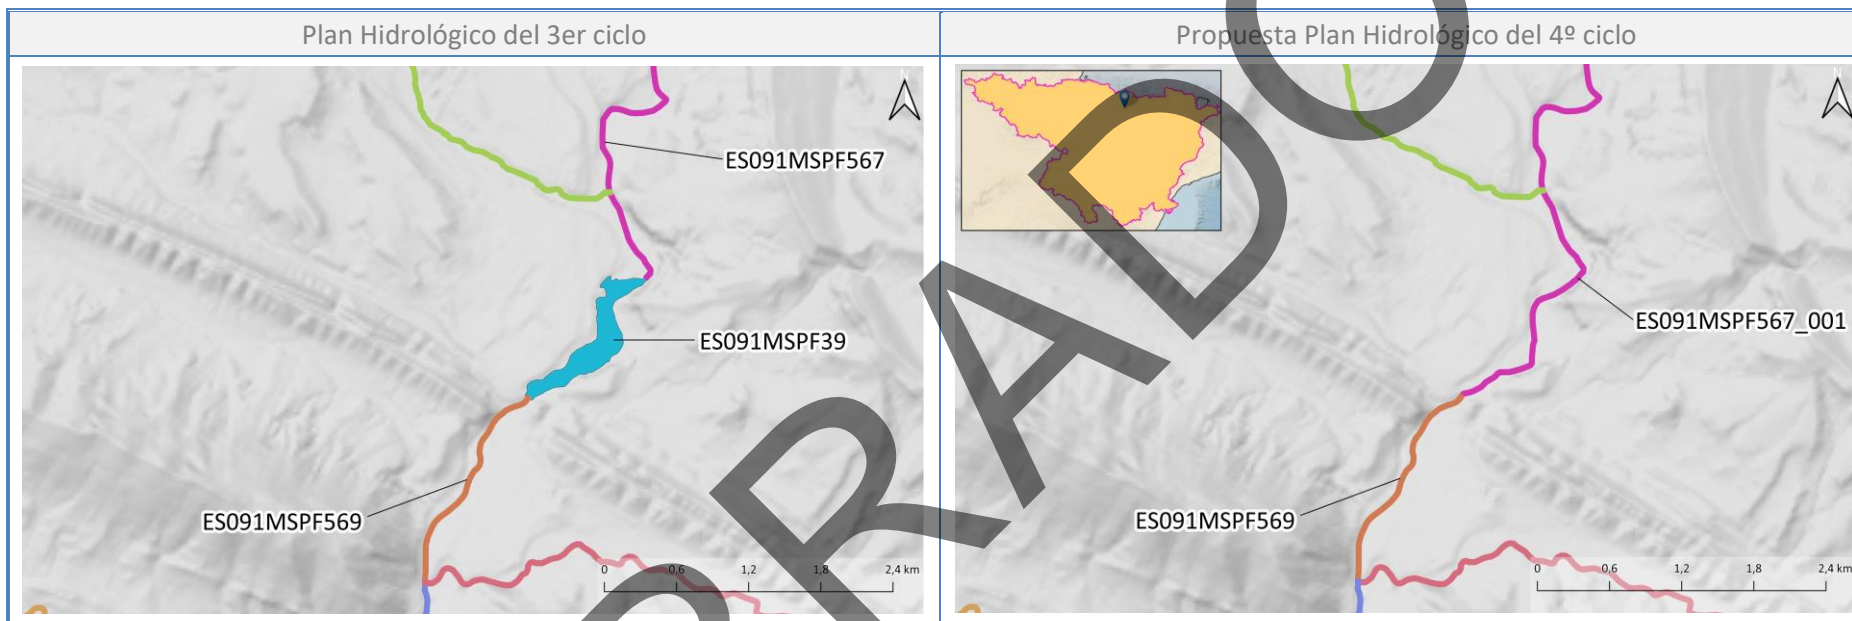 Plan Hidrológico del 3er ciclo
Propuesta Plan Hidrológico del 4º ciclo
N
ES091MSPF567
ES091MSPF39
ES091MSPF569
0 0,6 1,2 1,8 2,4 km
N
ES091MSPF567_001
ES091MSPF569
0 0,6 1,2 1,8 2,4 km
RADO